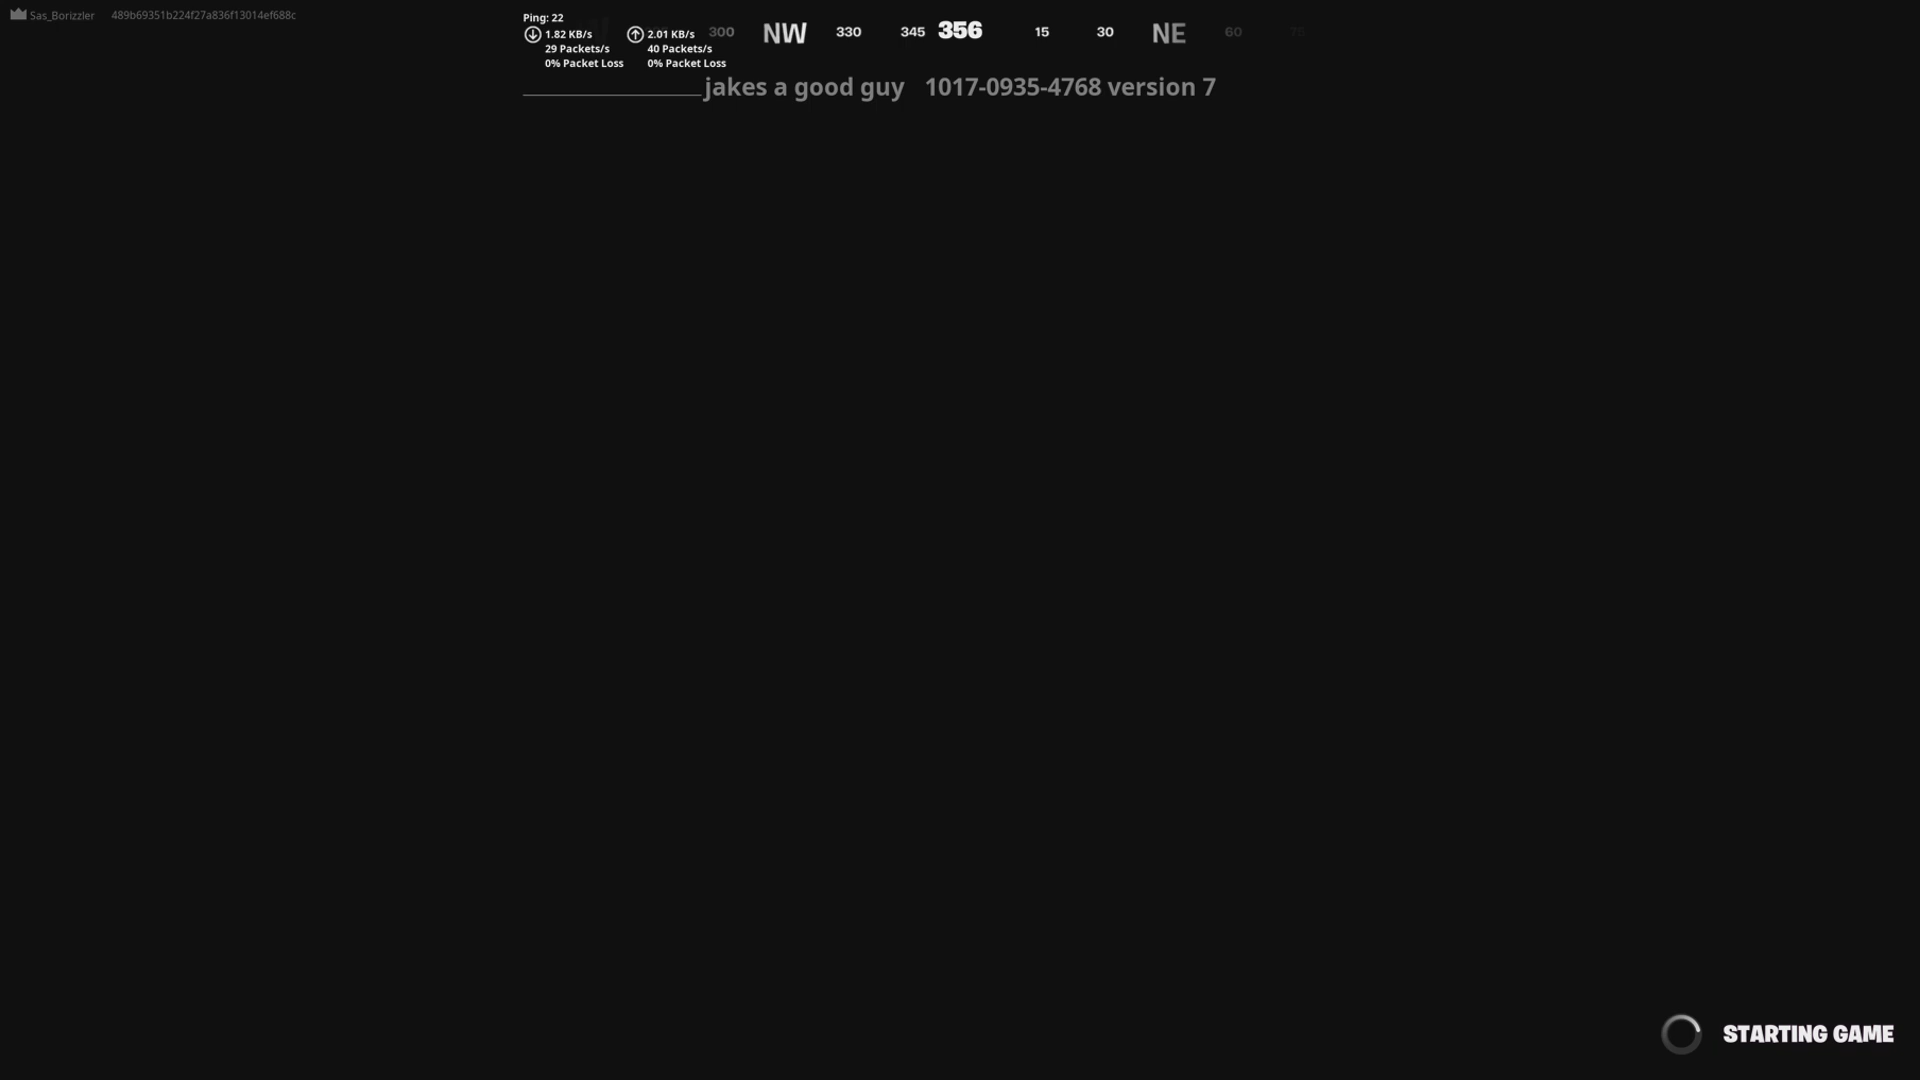 Sas_Borizzler 489b69351b224f27a836f13014ef688c
Ping: 22
1.82 KB/s 2.01 KB/s
29 Packets/s 40 Packets/s
0% Packet Loss 0% Packet Loss
300 NW 330 345 356 15 30 NE 60 75
____________jakes a good guy 1017-0935-4768 version 7
STARTING GAME